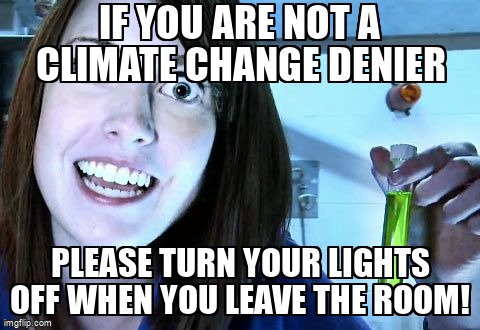 IF YOU ARE NOT A
CLIMATE CHANGE DENIER
PLEASE TURN YOUR LIGHTS
OFF WHEN YOU LEAVE THE ROOM!
imgflip.com